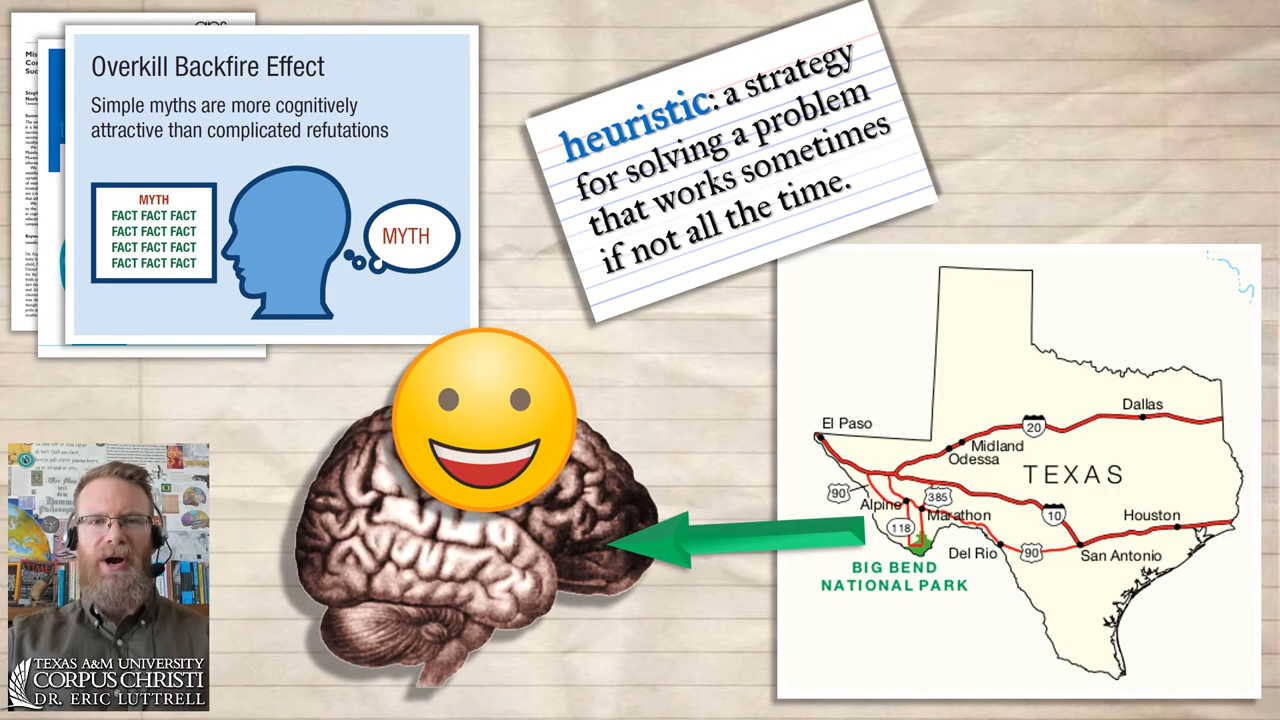 Overkill Backfire Effect
Simple myths are more cognitively
attractive than complicated refutations
MYTH
FACT FACT FACT
FACT FACT FACT
FACT FACT FACT
FACT FACT FACT
MYTH
heuristic: a strategy
for solving a problem
that works sometimes
if not all the time.
El Paso
Dallas
20
Midland
Odessa
TEXAS
90
385
Alpine
Marathon
10
Houston
118
Del Rio
90
San Antonio
BIG BEND
NATIONAL PARK
TEXAS A&M UNIVERSITY
CORPUS CHRISTI
DR. ERIC LUTTRELL